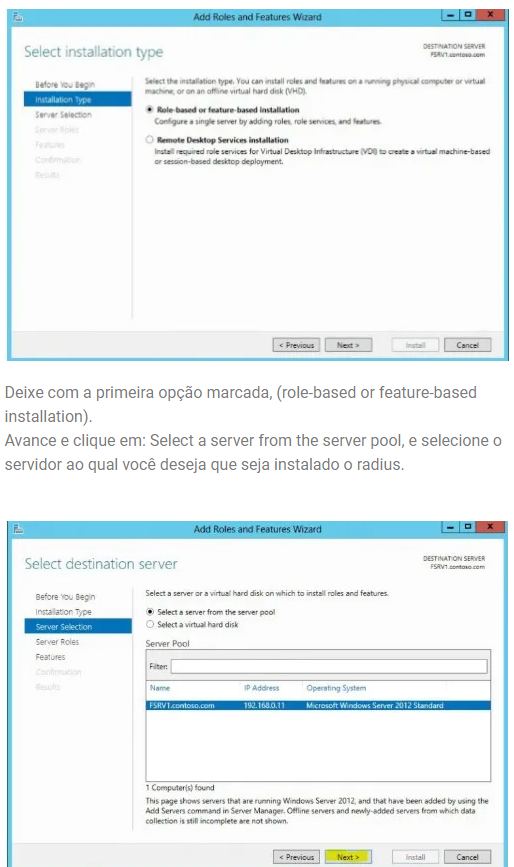 Add Roles and Features Wizard
Select installation type
DESTINATION SERVER
FSRV1.contoso.com
Before You Begin
Installation Type
Server Selection
Server Roles
Features
Confirmation
Results
Select the installation type. You can install roles and features on a running physical computer or virtual
machine, or on an offline virtual hard disk (VHD).
Role-based or feature-based installation
Configure a single server by adding roles, role services, and features.
Remote Desktop Services installation
Install required role services for Virtual Desktop Infrastructure (VDI) to create a virtual machine-based
or session-based desktop deployment.
< Previous
Next >
Install
Cancel
Deixe com a primeira opção marcada, (role-based or feature-based
installation).
Avance e clique em: Select a server from the server pool, e selecione o
servidor ao qual você deseja que seja instalado o radius.
Add Roles and Features Wizard
Select destination server
DESTINATION SERVER
FSRV1.contoso.com
Before You Begin
Installation Type
Server Selection
Server Roles
Features
Confirmation
Results
Select a server or a virtual hard disk on which to install roles and features.
Select a server from the server pool
Select a virtual hard disk
Server Pool
Filter:
Name IP Address Operating System
FSRV1.contoso.com 192.168.0.11 Microsoft Windows Server 2012 Standard
1 Computer(s) found
This page shows servers that are running Windows Server 2012, and that have been added by using the
Add Servers command in Server Manager. Offline servers and newly-added servers from which data
collection is still incomplete are not shown.
< Previous
Next >
Install
Cancel